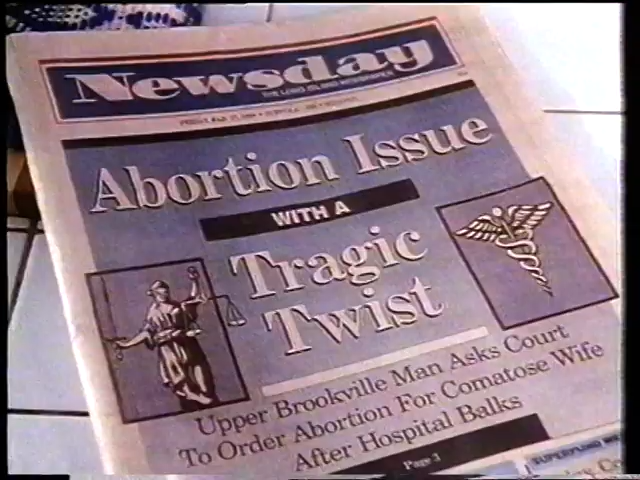 Newsday
THE LONG ISLAND NEWSPAPER
Abortion Issue
WITH A
Tragic
Twist
Upper Brookville Man Asks Court
To Order Abortion For Comatose Wife
After Hospital Balks
Page 3